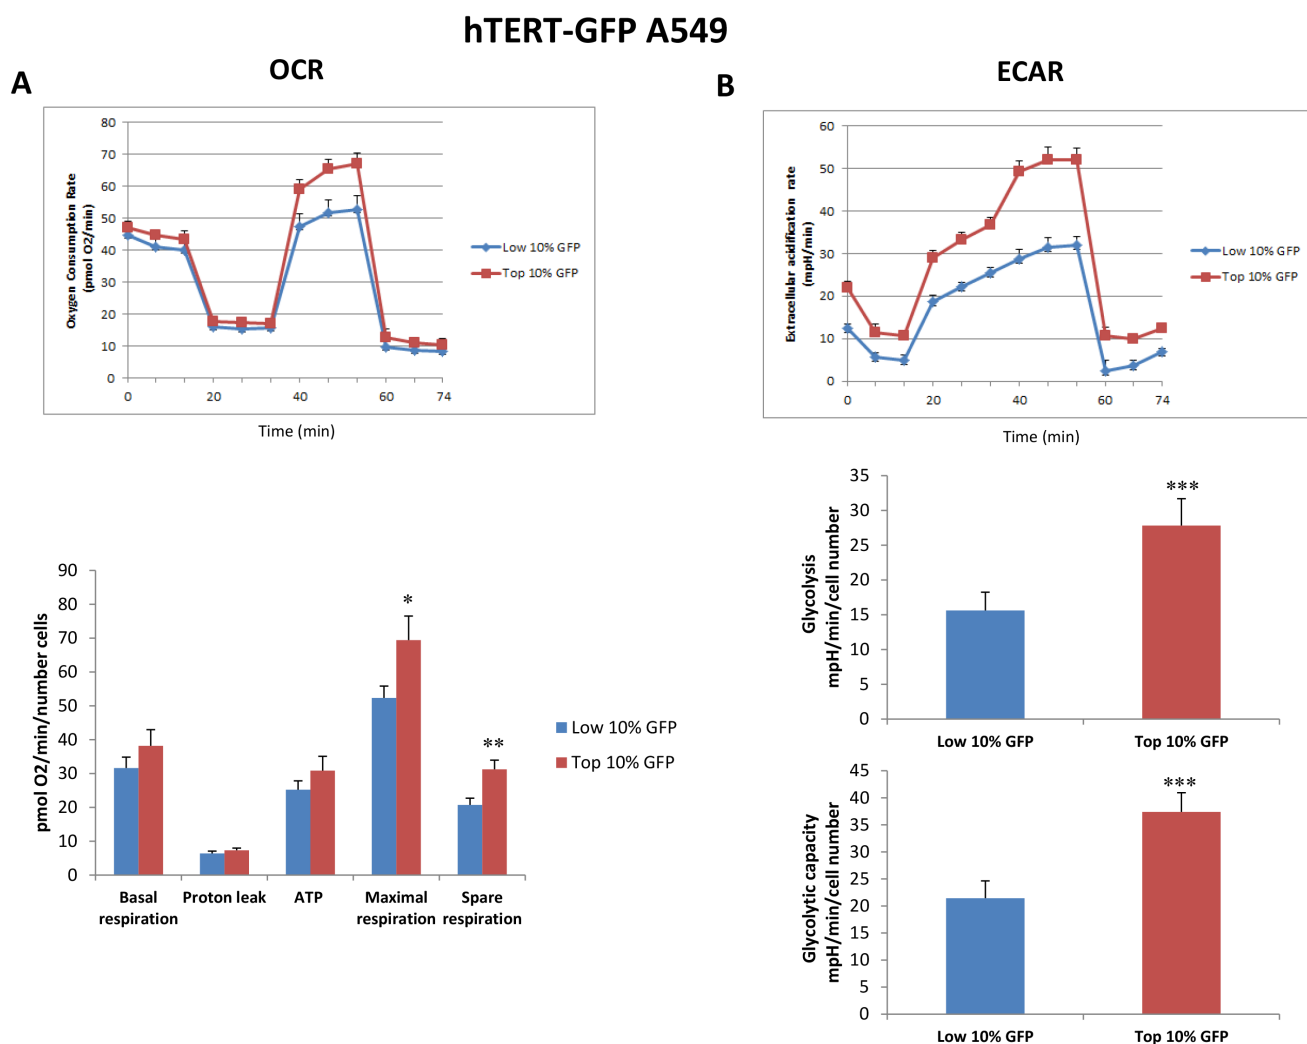 hTERT-GFP A549
A
OCR
80
70
60
50
40
30
20
10
0
Oxygen Consumption Rate
(pmol O2/min)
0
20
40
60
74
Time (min)
Low 10% GFP
Top 10% GFP
B
ECAR
60
50
40
30
20
10
0
Extracellular acidification rate
(mpH/min)
0
20
40
60
74
Time (min)
Low 10% GFP
Top 10% GFP
90
80
70
60
50
40
30
20
10
0
pmol O2/min/number cells
*
**
Basal
respiration
Proton leak
ATP
Maximal
respiration
Spare
respiration
Low 10% GFP
Top 10% GFP
35
30
25
20
15
10
5
0
Glycolysis
mpH/min/cell number
***
Low 10% GFP
Top 10% GFP
45
40
35
30
25
20
15
10
5
0
Glycolytic capacity
mpH/min/cell number
***
Low 10% GFP
Top 10% GFP